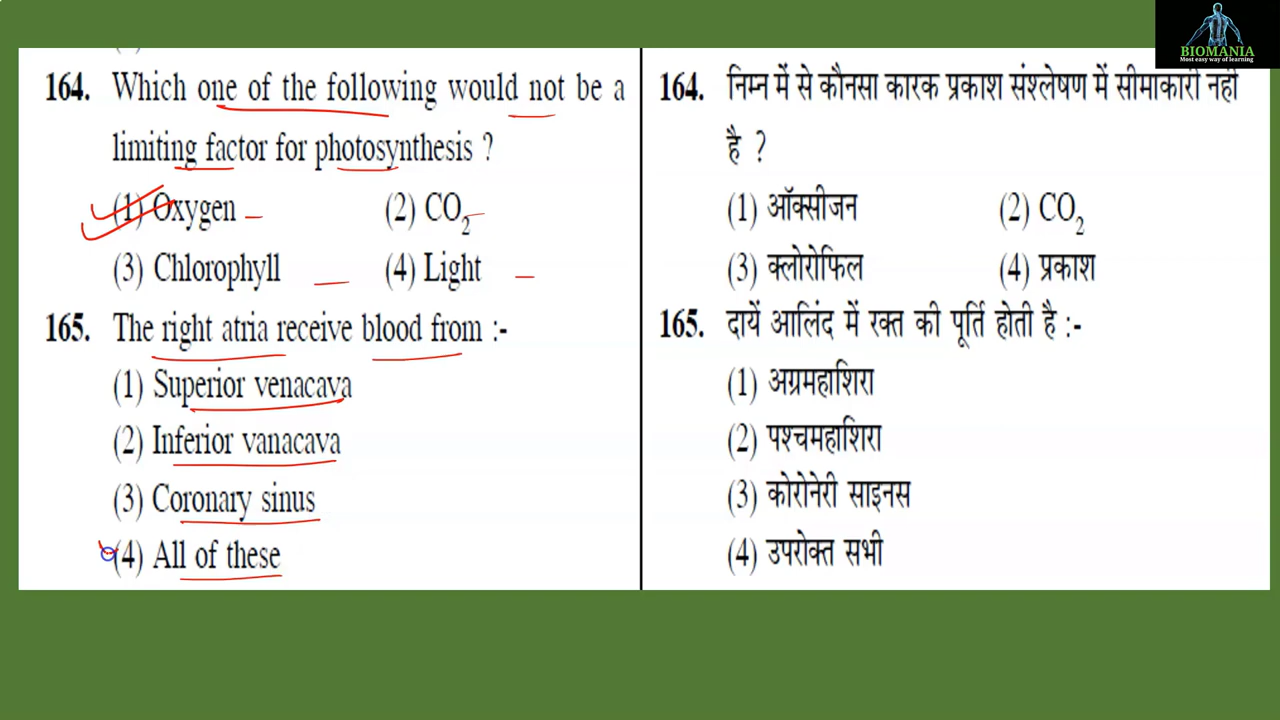 BIOMANIA
Most easy way of learning
164. Which one of the following would not be a
limiting factor for photosynthesis ?
(1) Oxygen (2) CO2
(3) Chlorophyll (4) Light
165. The right atria receive blood from :-
(1) Superior venacava
(2) Inferior vanacava
(3) Coronary sinus
(4) All of these
164. निम्न में से कौनसा कारक प्रकाश संश्लेषण में सीमाकारी नहीं
है ?
(1) ऑक्सीजन (2) CO2
(3) क्लोरोफिल (4) प्रकाश
165. दायें आलिंद में रक्त की पूर्ति होती है :-
(1) अग्रमहाशिरा
(2) पश्चमहाशिरा
(3) कोरोनेरी साइनस
(4) उपरोक्त सभी